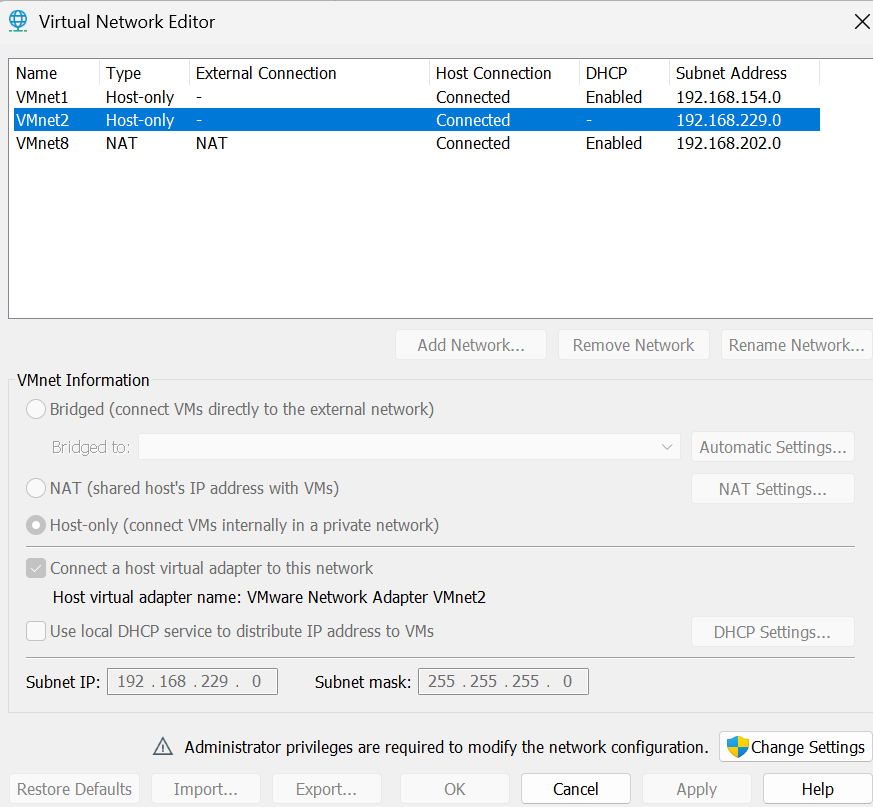 Virtual Network Editor
Name Type External Connection Host Connection DHCP Subnet Address
VMnet1 Host-only - Connected Enabled 192.168.154.0
VMnet2 Host-only - Connected - 192.168.229.0
VMnet8 NAT NAT Connected Enabled 192.168.202.0
Add Network... Remove Network Rename Network...
VMnet Information
Bridged (connect VMs directly to the external network)
Bridged to: Automatic Settings...
NAT (shared host's IP address with VMs) NAT Settings...
Host-only (connect VMs internally in a private network)
Connect a host virtual adapter to this network
Host virtual adapter name: VMware Network Adapter VMnet2
Use local DHCP service to distribute IP address to VMs DHCP Settings...
Subnet IP: 192 . 168 . 229 . 0 Subnet mask: 255 . 255 . 255 . 0
Administrator privileges are required to modify the network configuration. Change Settings
Restore Defaults Import... Export... OK Cancel Apply Help